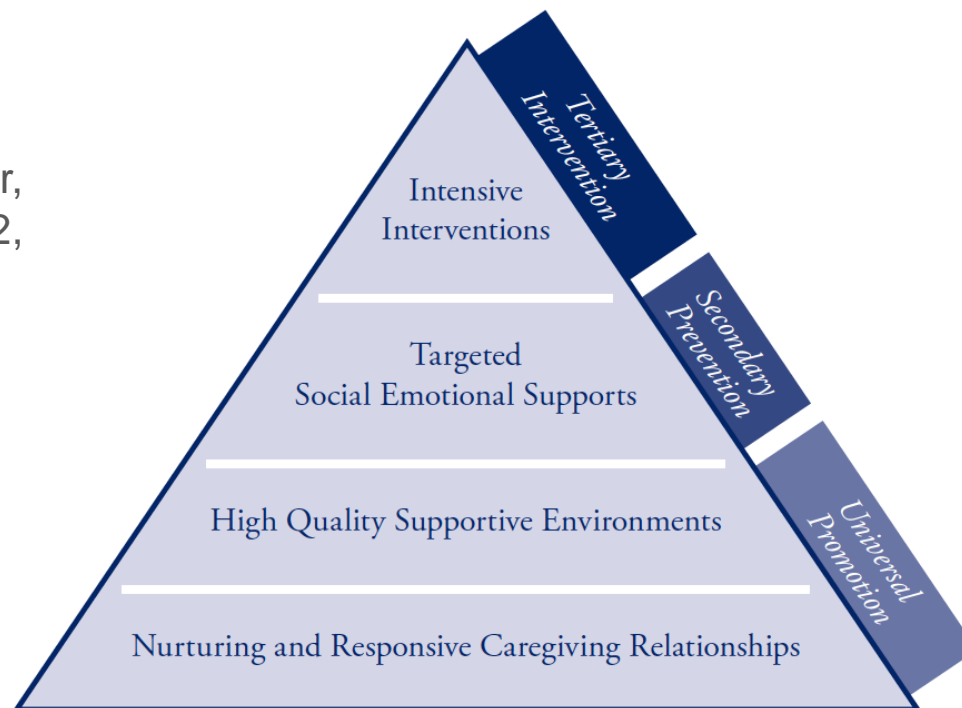 r,
2,
Tertiary
Intervention
Intensive
Interventions
Secondary
Prevention
Targeted
Social Emotional Supports
High Quality Supportive Environments
Universal
Promotion
Nurturing and Responsive Caregiving Relationships